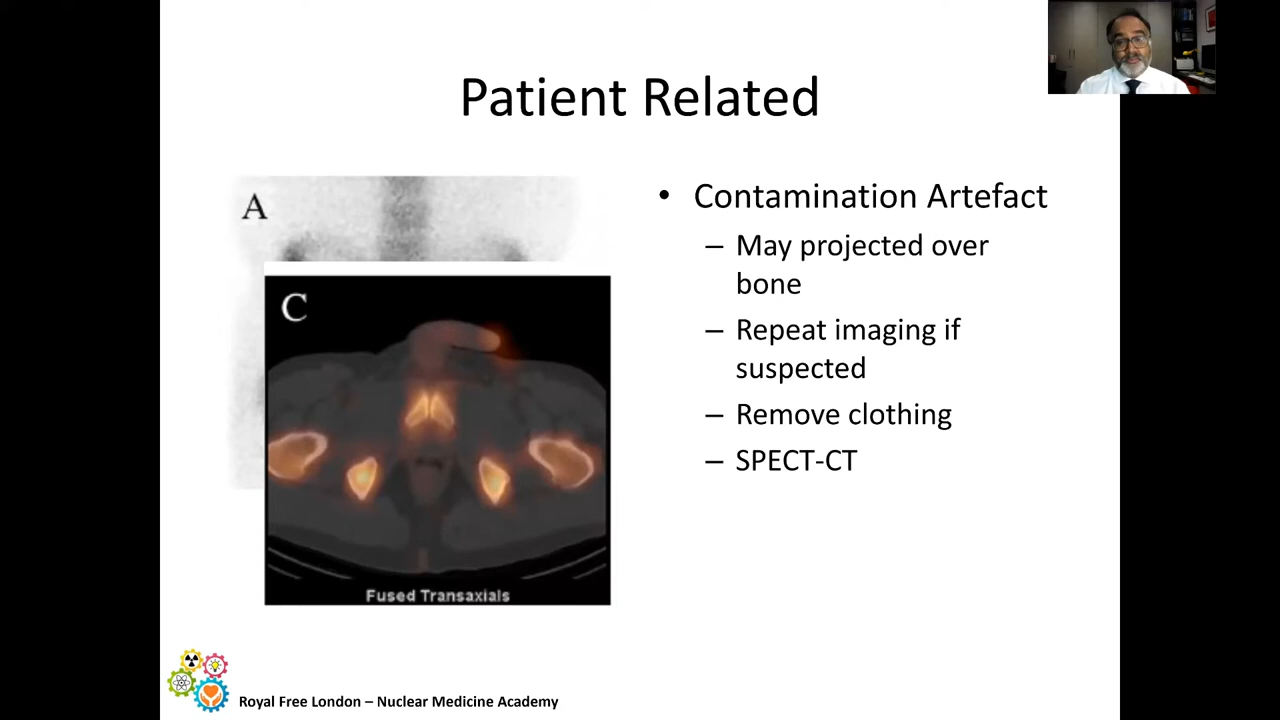 Patient Related
A
C
Fused Transaxials
• Contamination Artefact
– May projected over
bone
– Repeat imaging if
suspected
– Remove clothing
– SPECT-CT
Royal Free London – Nuclear Medicine Academy